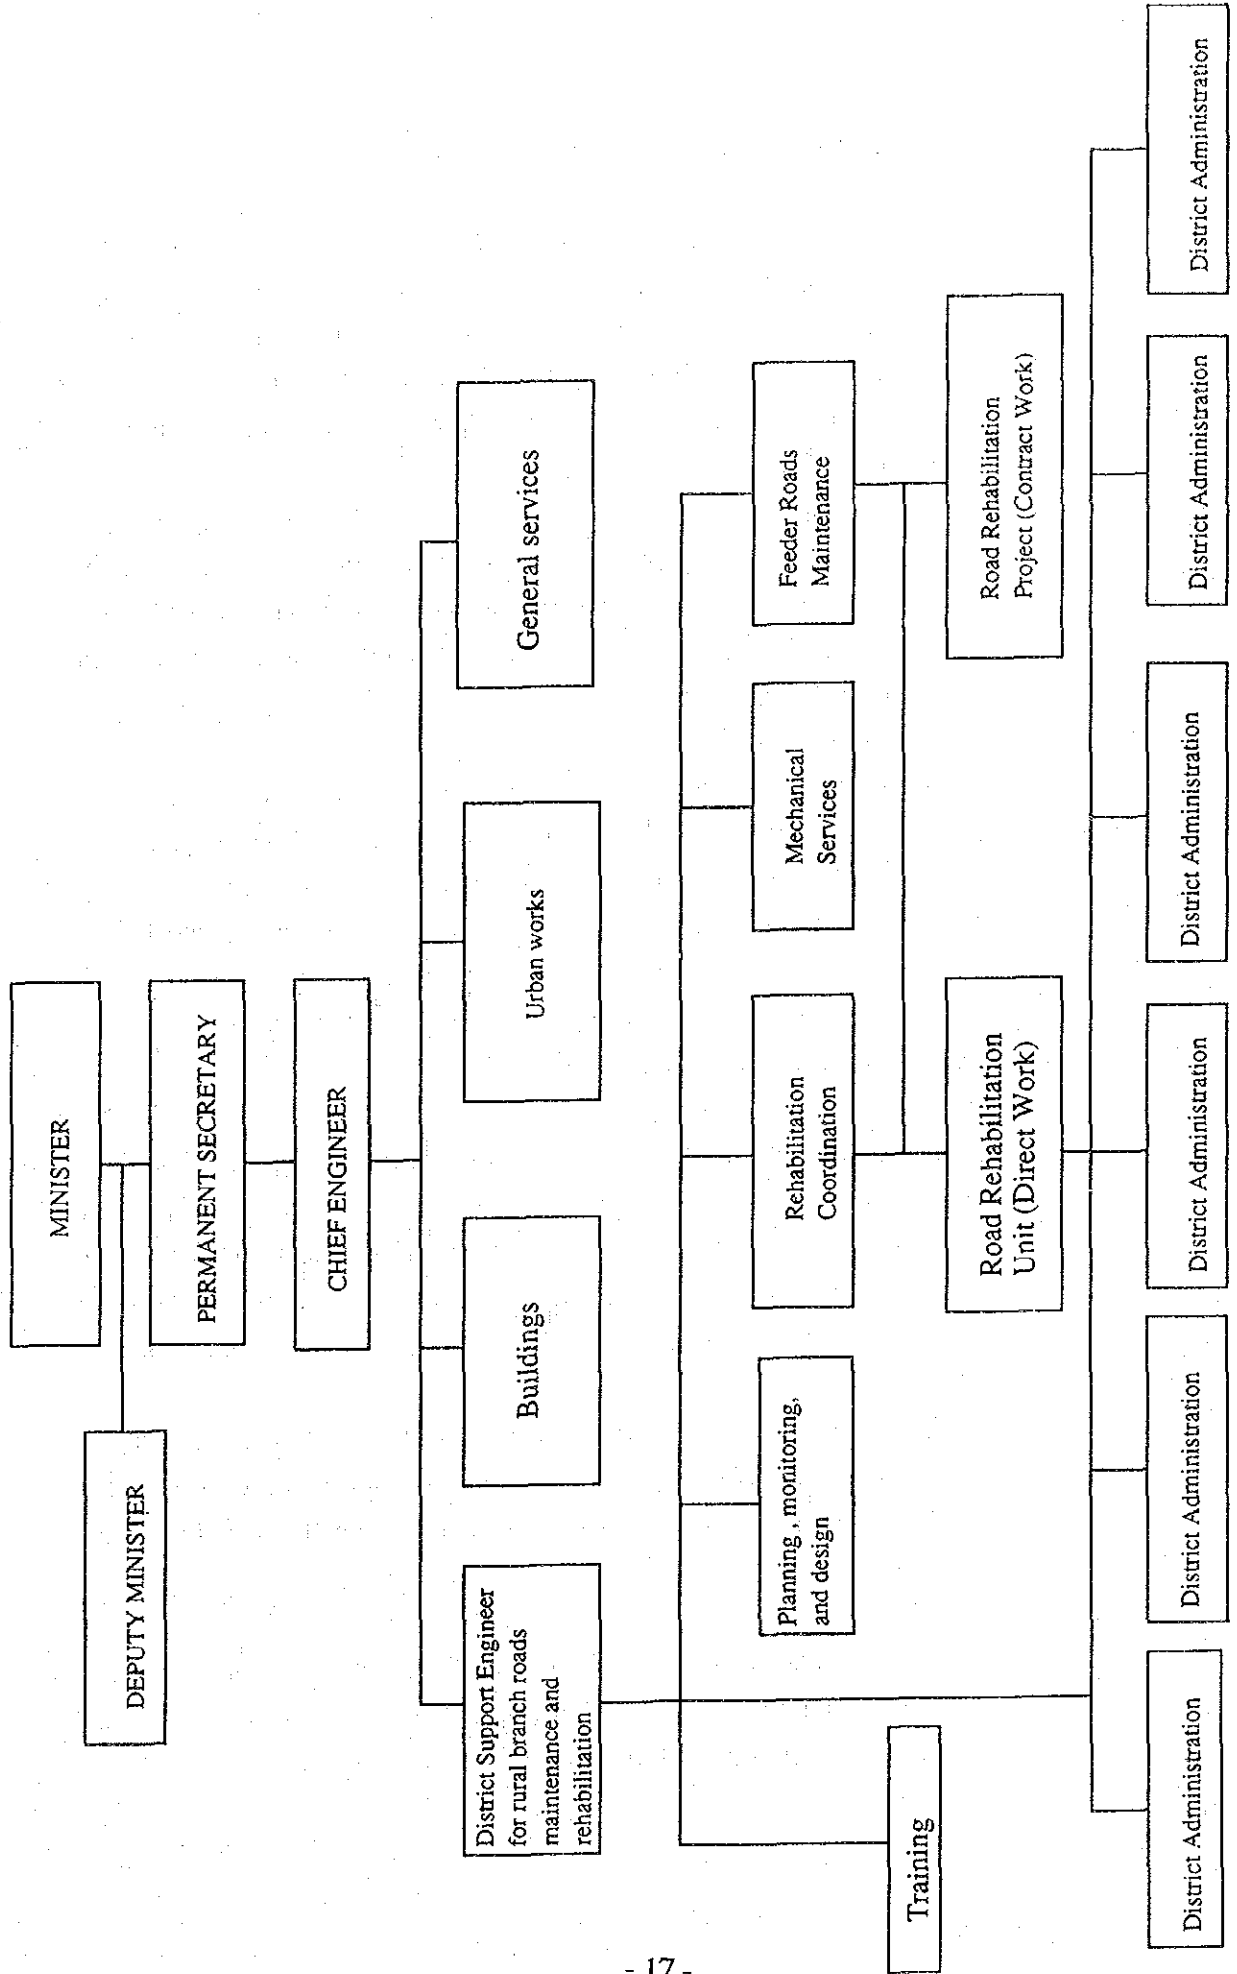 MINISTER
DEPUTY MINISTER
PERMANENT SECRETARY
CHIEF ENGINEER
District Support Engineer
for rural branch roads
maintenance and
rehabilitation
Buildings
Urban works
General services
Training
Planning , monitoring,
and design
Rehabilitation
Coordination
Mechanical
Services
Feeder Roads
Maintenance
Road Rehabilitation
Unit (Direct Work)
Road Rehabilitation
Project (Contract Work)
District Administration
District Administration
District Administration
District Administration
District Administration
District Administration
- 17 -